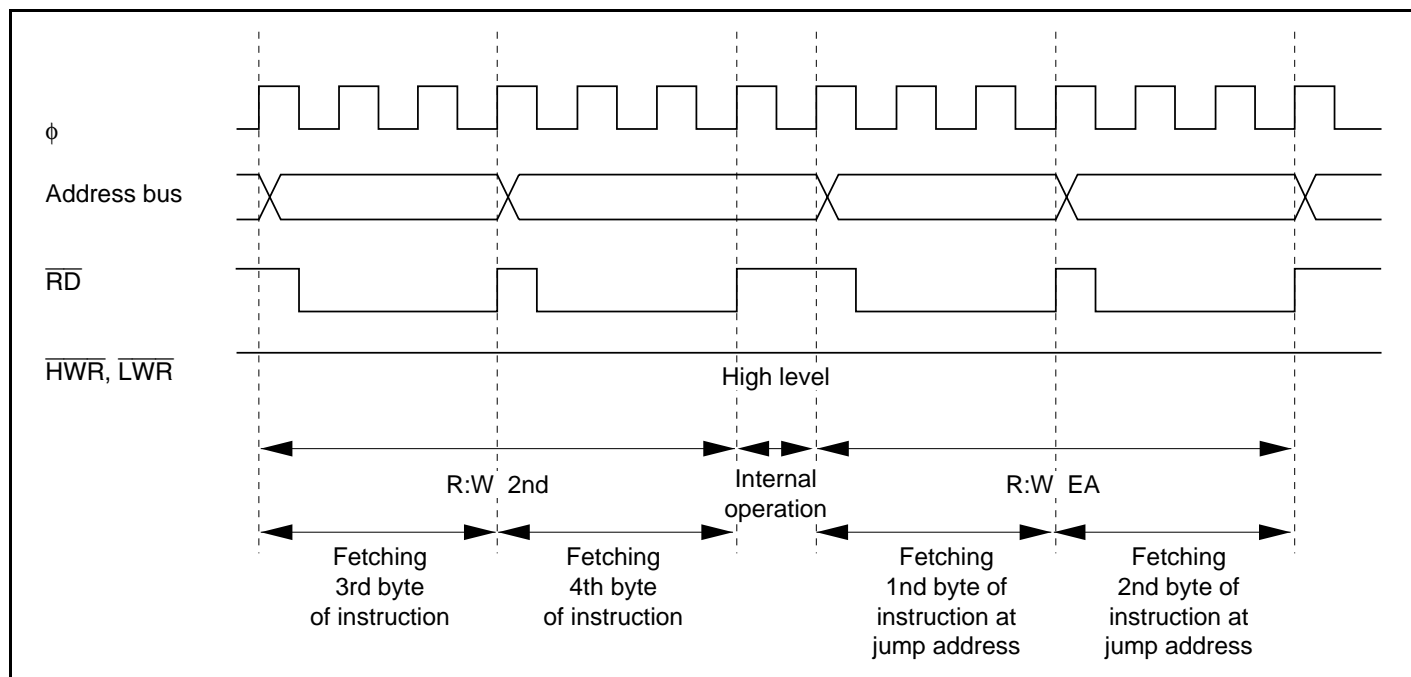 φ
Address bus
RD
HWR, LWR
High level
R:W 2nd
Internal
operation
R:W EA
Fetching
3rd byte
of instruction
Fetching
4th byte
of instruction
Fetching
1nd byte of
instruction at
jump address
Fetching
2nd byte of
instruction at
jump address